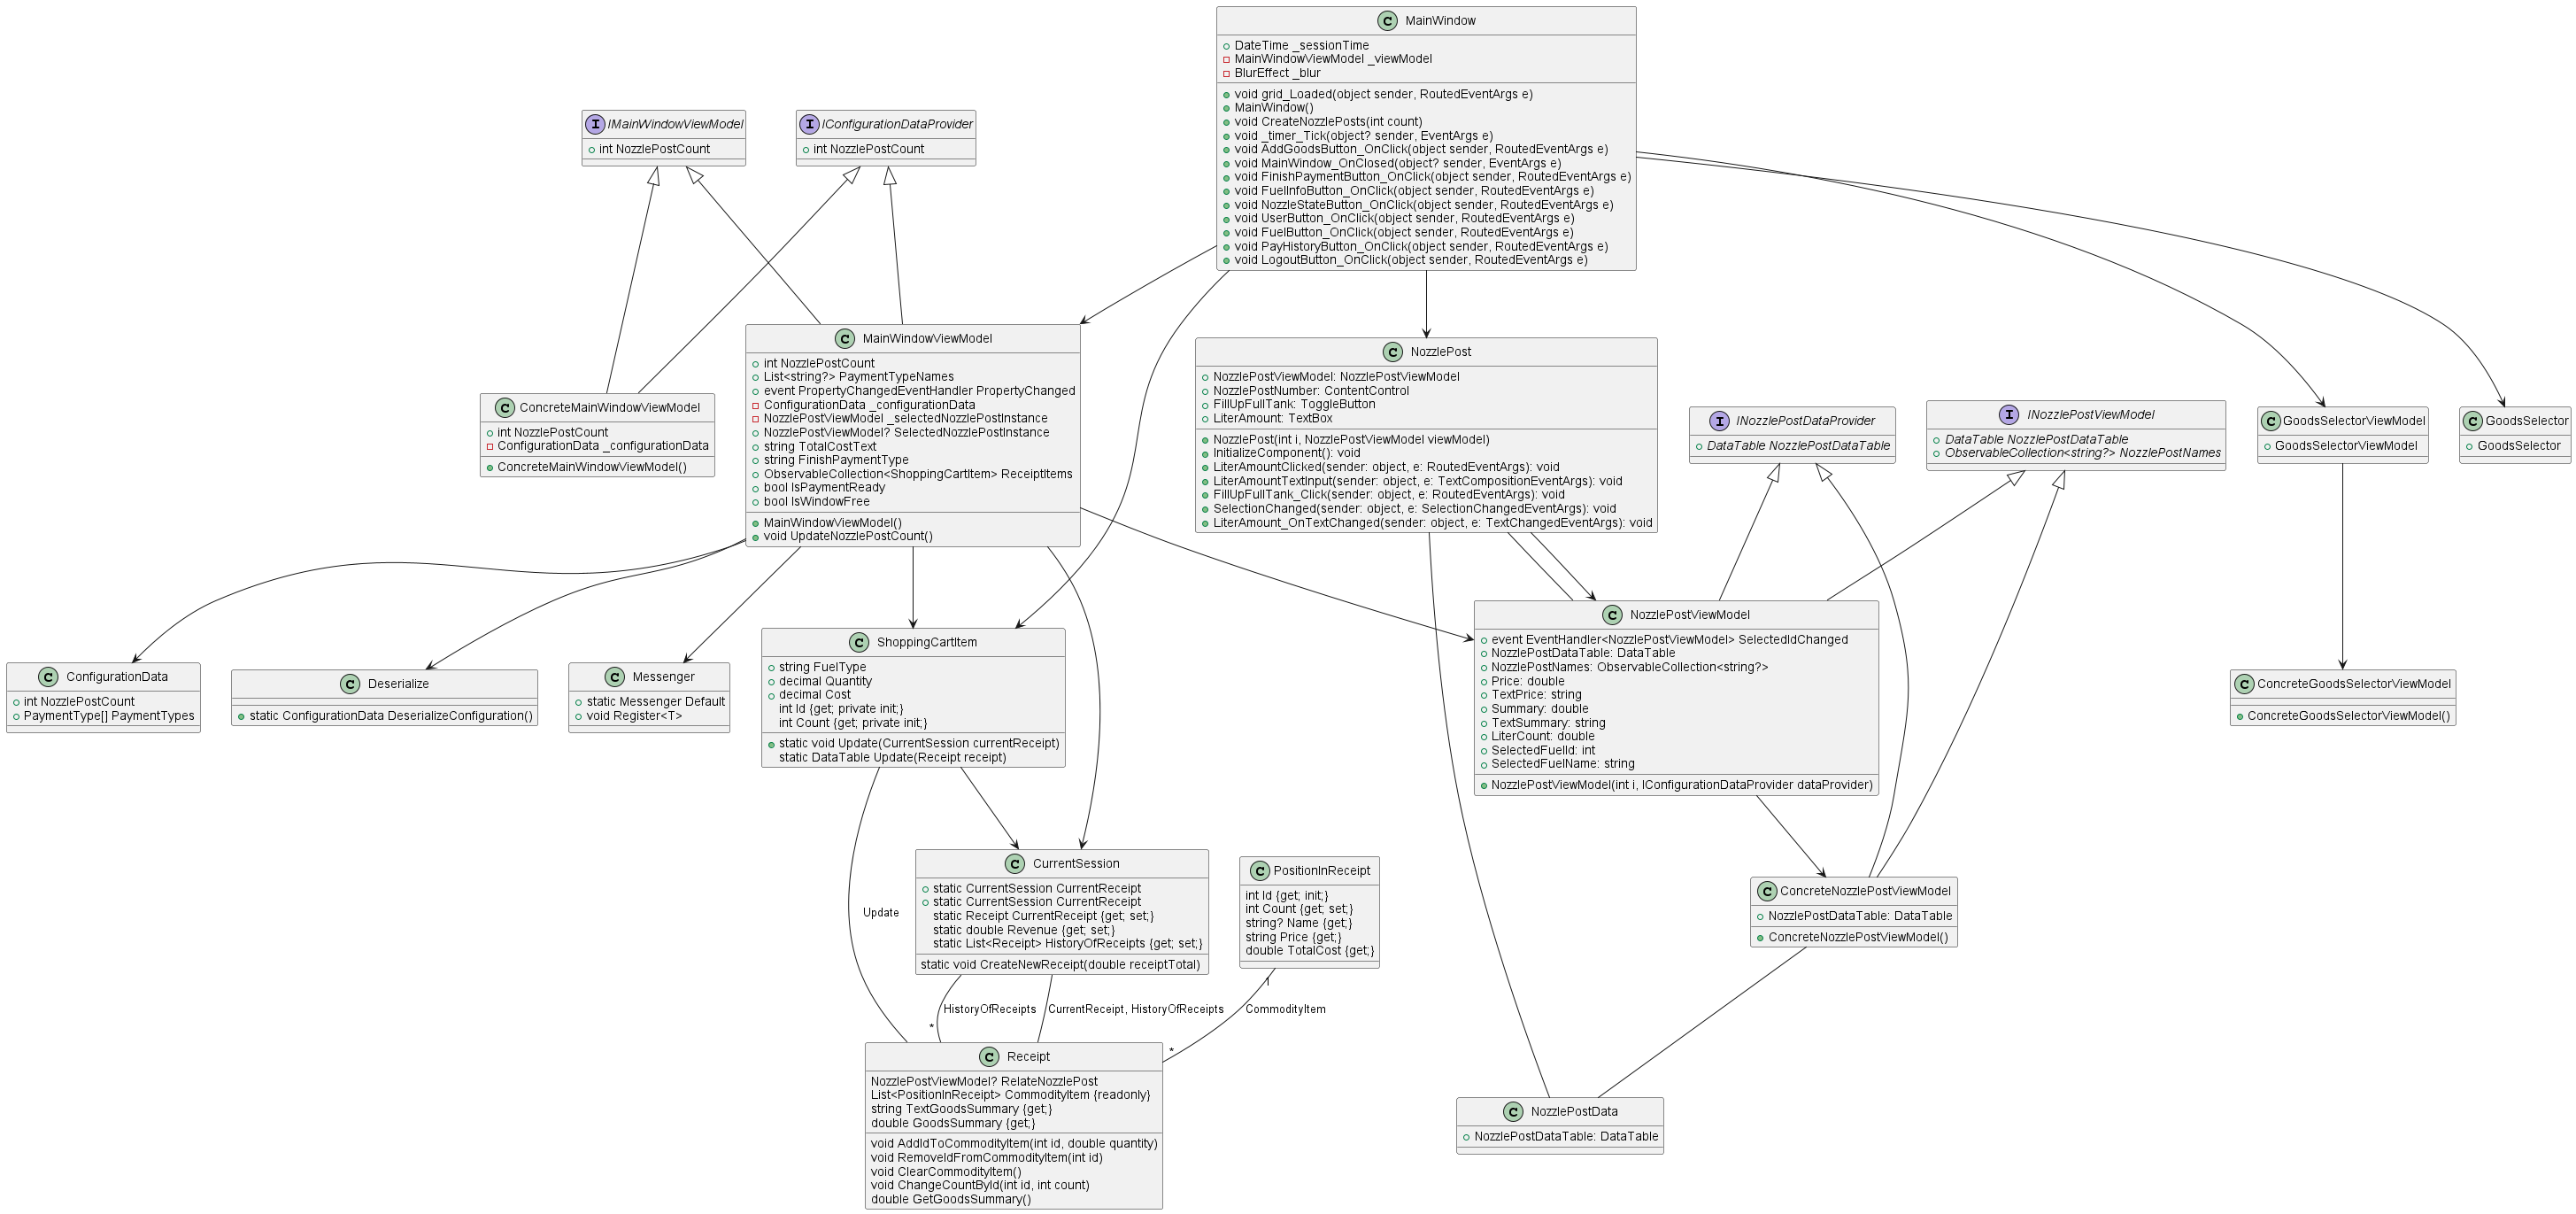 MainWindow
DateTime _sessionTime
MainWindowViewModel _viewModel
BlurEffect _blur
void grid_Loaded(object sender, RoutedEventArgs e)
MainWindow()
void CreateNozzlePosts(int count)
void _timer_Tick(object? sender, EventArgs e)
void AddGoodsButton_OnClick(object sender, RoutedEventArgs e)
void MainWindow_OnClosed(object? sender, EventArgs e)
void FinishPaymentButton_OnClick(object sender, RoutedEventArgs e)
void FuelInfoButton_OnClick(object sender, RoutedEventArgs e)
void NozzleStateButton_OnClick(object sender, RoutedEventArgs e)
void UserButton_OnClick(object sender, RoutedEventArgs e)
void FuelButton_OnClick(object sender, RoutedEventArgs e)
void PayHistoryButton_OnClick(object sender, RoutedEventArgs e)
void LogoutButton_OnClick(object sender, RoutedEventArgs e)
IMainWindowViewModel
int NozzlePostCount
IConfigurationDataProvider
int NozzlePostCount
ConcreteMainWindowViewModel
int NozzlePostCount
ConfigurationData _configurationData
ConcreteMainWindowViewModel()
MainWindowViewModel
int NozzlePostCount
List<string?> PaymentTypeNames
event PropertyChangedEventHandler PropertyChanged
ConfigurationData _configurationData
NozzlePostViewModel _selectedNozzlePostInstance
NozzlePostViewModel? SelectedNozzlePostInstance
string TotalCostText
string FinishPaymentType
ObservableCollection<ShoppingCartItem> ReceiptItems
bool IsPaymentReady
bool IsWindowFree
MainWindowViewModel()
void UpdateNozzlePostCount()
NozzlePost
NozzlePostViewModel: NozzlePostViewModel
NozzlePostNumber: ContentControl
FillUpFullTank: ToggleButton
LiterAmount: TextBox
NozzlePost(int i, NozzlePostViewModel viewModel)
InitializeComponent(): void
LiterAmountClicked(sender: object, e: RoutedEventArgs): void
LiterAmountTextInput(sender: object, e: TextCompositionEventArgs): void
FillUpFullTank_Click(sender: object, e: RoutedEventArgs): void
SelectionChanged(sender: object, e: SelectionChangedEventArgs): void
LiterAmount_OnTextChanged(sender: object, e: TextChangedEventArgs): void
INozzlePostDataProvider
DataTable NozzlePostDataTable
INozzlePostViewModel
DataTable NozzlePostDataTable
ObservableCollection<string?> NozzlePostNames
GoodsSelectorViewModel
GoodsSelectorViewModel
GoodsSelector
GoodsSelector
ConfigurationData
int NozzlePostCount
PaymentType[] PaymentTypes
Deserialize
static ConfigurationData DeserializeConfiguration()
Messenger
static Messenger Default
void Register<T>
ShoppingCartItem
string FuelType
decimal Quantity
decimal Cost
int Id {get; private init;}
int Count {get; private init;}
static void Update(CurrentSession currentReceipt)
static DataTable Update(Receipt receipt)
NozzlePostViewModel
event EventHandler<NozzlePostViewModel> SelectedIdChanged
NozzlePostDataTable: DataTable
NozzlePostNames: ObservableCollection<string?>
Price: double
TextPrice: string
Summary: double
TextSummary: string
LiterCount: double
SelectedFuelId: int
SelectedFuelName: string
NozzlePostViewModel(int i, IConfigurationDataProvider dataProvider)
ConcreteGoodsSelectorViewModel
ConcreteGoodsSelectorViewModel()
CurrentSession
static CurrentSession CurrentReceipt
static CurrentSession CurrentReceipt
static Receipt CurrentReceipt {get; set;}
static double Revenue {get; set;}
static List<Receipt> HistoryOfReceipts {get; set;}
static void CreateNewReceipt(double receiptTotal)
PositionInReceipt
int Id {get; init;}
int Count {get; set;}
string? Name {get;}
string Price {get;}
double TotalCost {get;}
ConcreteNozzlePostViewModel
NozzlePostDataTable: DataTable
ConcreteNozzlePostViewModel()
Update
HistoryOfReceipts
*
CurrentReceipt, HistoryOfReceipts
1
CommodityItem
*
Receipt
NozzlePostViewModel? RelateNozzlePost
List<PositionInReceipt> CommodityItem {readonly}
string TextGoodsSummary {get;}
double GoodsSummary {get;}
void AddIdToCommodityItem(int id, double quantity)
void RemoveIdFromCommodityItem(int id)
void ClearCommodityItem()
void ChangeCountById(int id, int count)
double GetGoodsSummary()
NozzlePostData
NozzlePostDataTable: DataTable